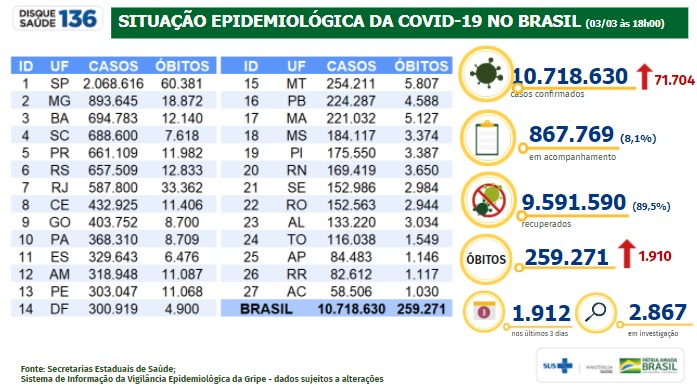 DISQUE
SAÚDE 136
SITUAÇÃO EPIDEMIOLÓGICA DA COVID-19 NO BRASIL (03/03 às 18h00)
ID UF CASOS ÓBITOS ID UF CASOS ÓBITOS
1 SP 2.068.616 60.381 15 MT 254.211 5.807
2 MG 893.645 18.872 16 PB 224.287 4.588
3 BA 694.783 12.140 17 MA 221.032 5.127
4 SC 688.600 7.618 18 MS 184.117 3.374
5 PR 661.109 11.982 19 PI 175.550 3.387
6 RS 657.509 12.833 20 RN 169.419 3.650
7 RJ 587.800 33.362 21 SE 152.986 2.984
8 CE 432.925 11.406 22 RO 152.563 2.944
9 GO 403.752 8.700 23 AL 133.220 3.034
10 PA 368.310 8.709 24 TO 116.038 1.549
11 ES 329.643 6.476 25 AP 84.483 1.146
12 AM 318.948 11.087 26 RR 82.612 1.117
13 PE 303.047 11.068 27 AC 58.506 1.030
14 DF 300.919 4.900 BRASIL 10.718.630 259.271
10.718.630 71.704
casos confirmados
867.769 (8,1%)
em acompanhamento
9.591.590 (89,5%)
recuperados
ÓBITOS 259.271 1.910
1.912
nos últimos 3 dias
2.867
em investigação
Fonte: Secretarias Estaduais de Saúde;
Sistema de Informação da Vigilância Epidemiológica da Gripe - dados sujeitos a alterações
SUS
MINISTÉRIO DA
SAÚDE
PÁTRIA AMADA
BRASIL